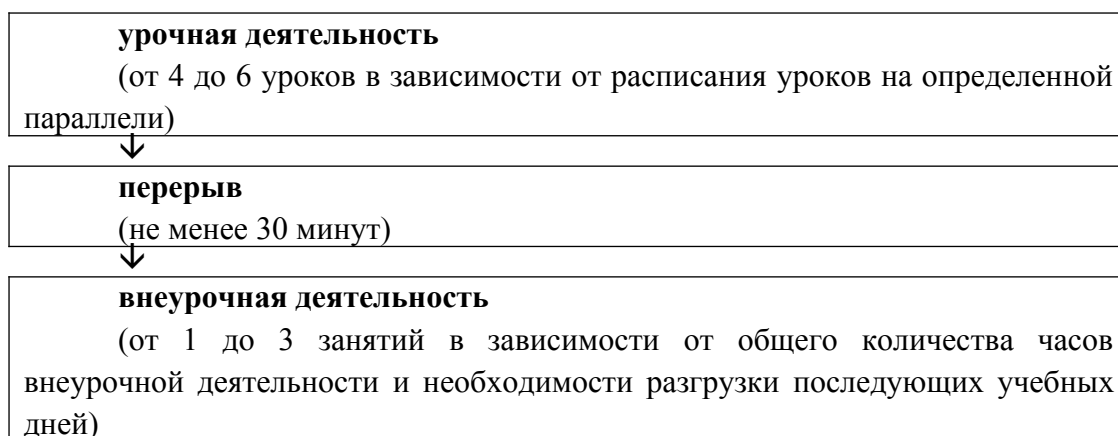 урочная деятельность
(от 4 до 6 уроков в зависимости от расписания уроков на определенной
параллели)
↓
перерыв
(не менее 30 минут)
↓
внеурочная деятельность
(от 1 до 3 занятий в зависимости от общего количества часов
внеурочной деятельности и необходимости разгрузки последующих учебных
дней)